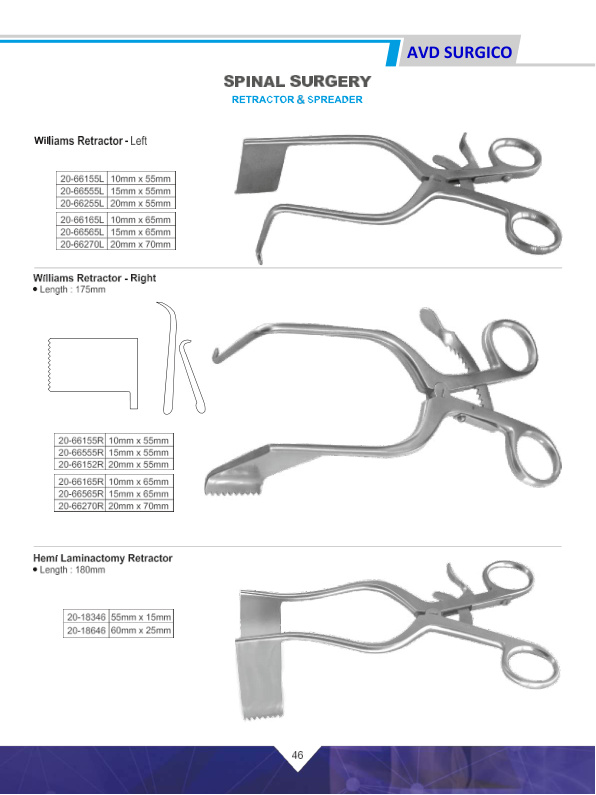 AVD SURGICO
SPINAL SURGERY
RETRACTOR & SPREADER
Williams Retractor - Left
20-66155L 10mm x 55mm
20-66555L 15mm x 55mm
20-66255L 20mm x 55mm
20-66165L 10mm x 65mm
20-66565L 15mm x 65mm
20-66270L 20mm x 70mm
Williams Retractor - Right
• Length : 175mm
20-66155R 10mm x 55mm
20-66555R 15mm x 55mm
20-66152R 20mm x 55mm
20-66165R 10mm x 65mm
20-66565R 15mm x 65mm
20-66270R 20mm x 70mm
Hemi Laminactomy Retractor
• Length : 180mm
20-18346 55mm x 15mm
20-18646 60mm x 25mm
46